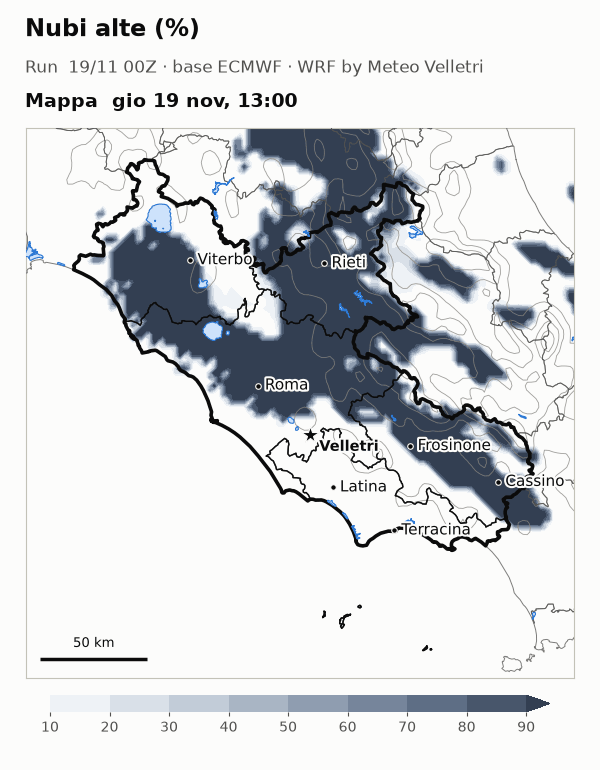 Nubi alte (%)
Run  19/11 00Z · base ECMWF · WRF by Meteo Velletri
Mappa  gio 19 nov, 13:00
Viterbo
Rieti
Roma
Velletri
Frosinone
Cassino
Latina
Terracina
50 km
10 20 30 40 50 60 70 80 90